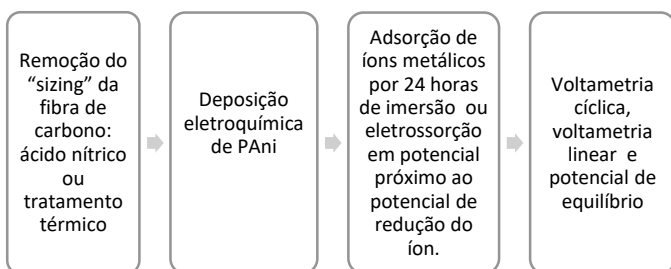 Remoção do
“sizing” da
fibra de
carbono:
ácido nítrico
ou
tratamento
térmico
Deposição
eletroquímica
de PAni
Adsorção de
íons metálicos
por 24 horas
de imersão ou
eletrossorção
em potencial
próximo ao
potencial de
redução do
íon.
Voltametria
cíclica,
voltametria
linear e
potencial de
equilíbrio